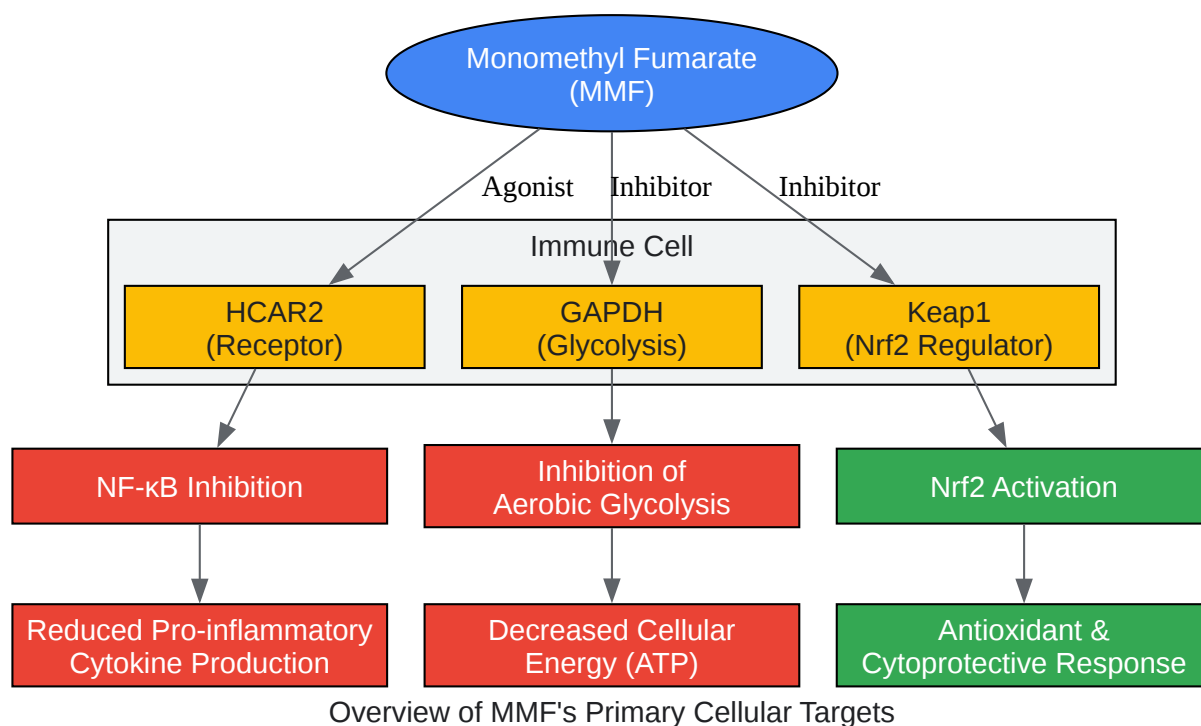 Monomethyl Fumarate
(MMF)
Agonist
Inhibitor
Inhibitor
Immune Cell
HCAR2
(Receptor)
GAPDH
(Glycolysis)
Keap1
(Nrf2 Regulator)
NF-κB Inhibition
Inhibition of
Aerobic Glycolysis
Nrf2 Activation
Reduced Pro-inflammatory
Cytokine Production
Decreased Cellular
Energy (ATP)
Antioxidant &
Cytoprotective Response
Overview of MMF's Primary Cellular Targets